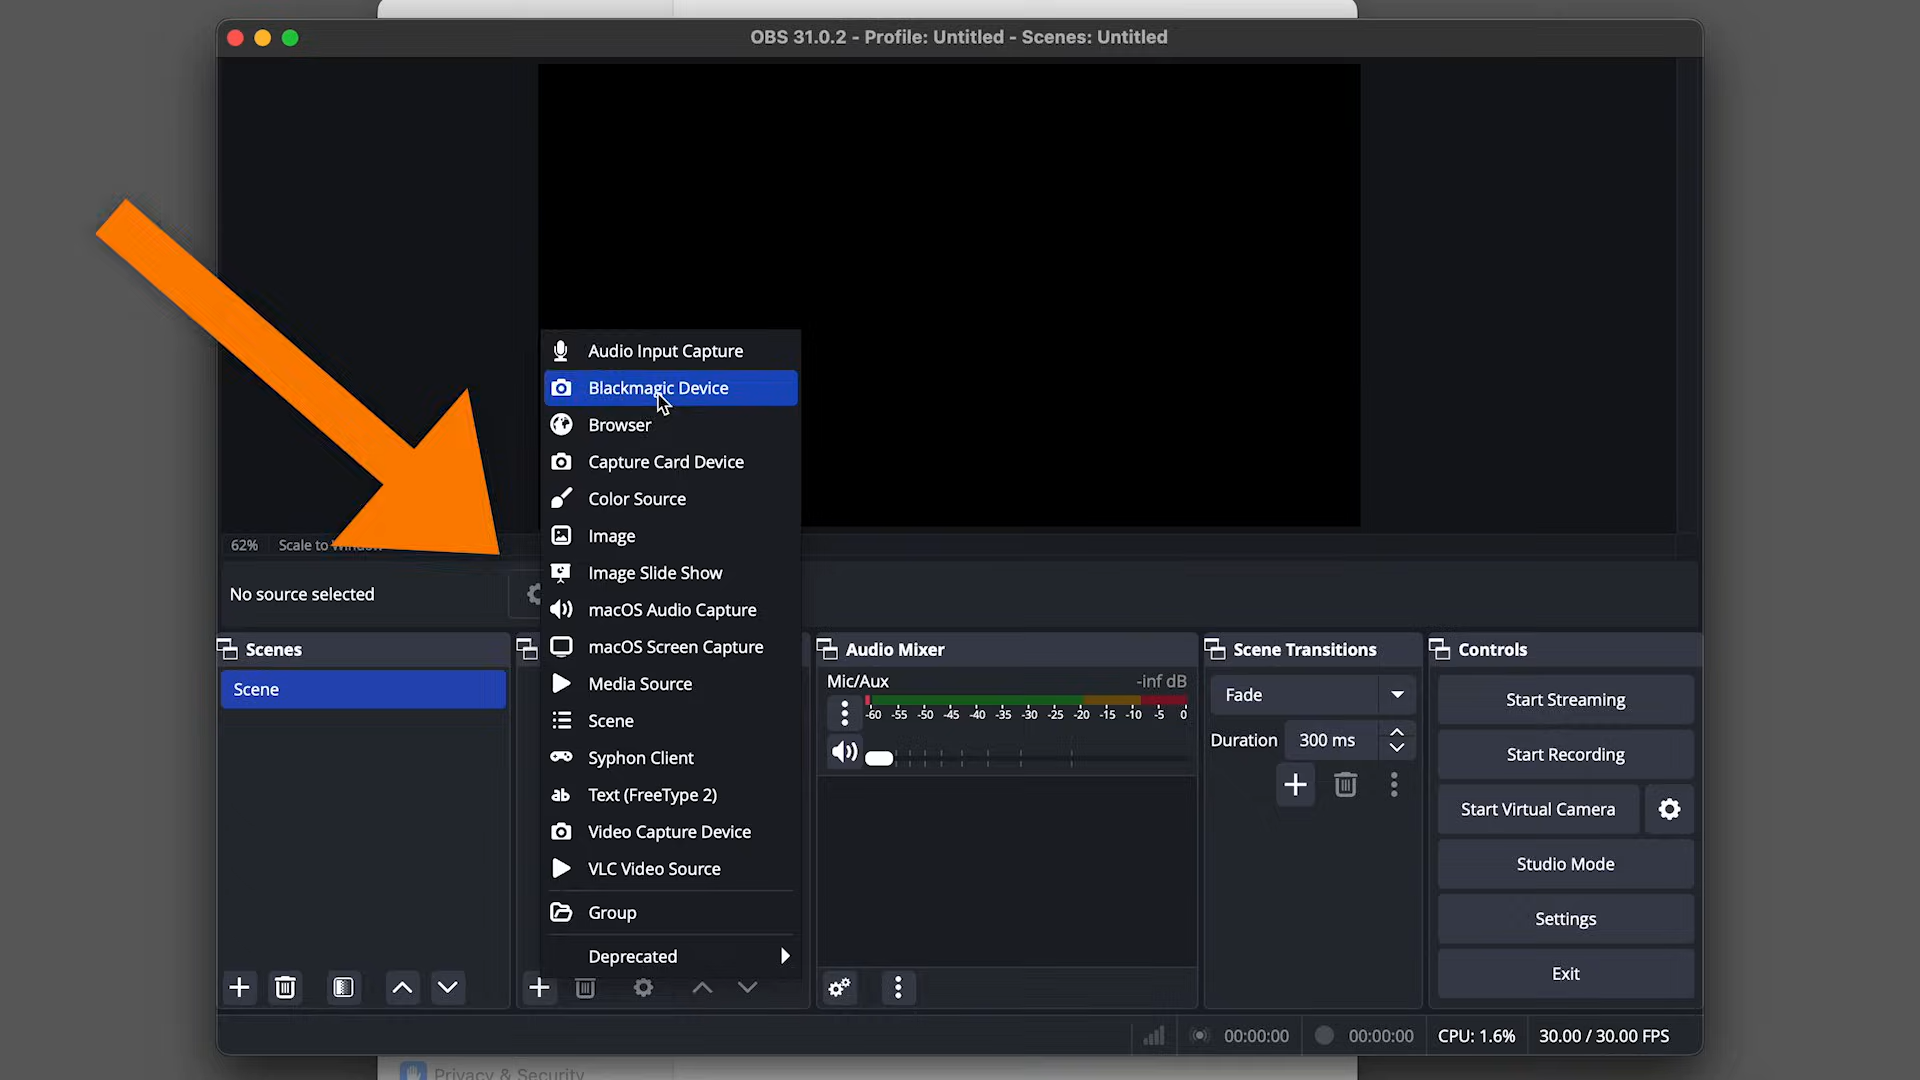 OBS 31.0.2 - Profile: Untitled - Scenes: Untitled
Audio Input Capture
Blackmagic Device
Browser
Capture Card Device
Color Source
Image
Image Slide Show
macOS Audio Capture
macOS Screen Capture
Media Source
Scene
Syphon Client
ab Text (FreeType 2)
Video Capture Device
VLC Video Source
Group
Deprecated
62% Scale to Window
No source selected
Scenes
Scene
Audio Mixer
Mic/Aux -inf dB
-60 -55 -50 -45 -40 -35 -30 -25 -20 -15 -10 -5 0
Scene Transitions
Fade
Duration 300 ms
Controls
Start Streaming
Start Recording
Start Virtual Camera
Studio Mode
Settings
Exit
00:00:00 00:00:00 CPU: 1.6% 30.00 / 30.00 FPS
Privacy & Security